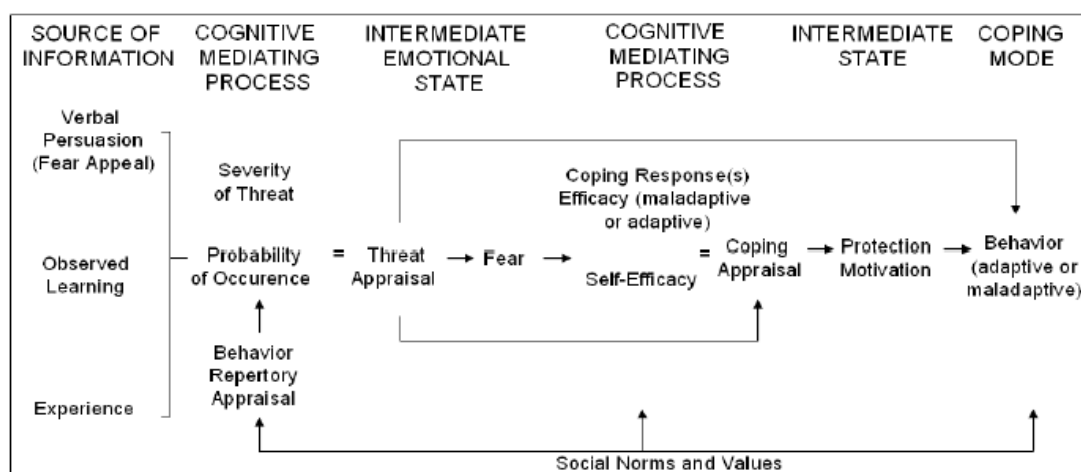 SOURCE OF
INFORMATION
COGNITIVE
MEDIATING
PROCESS
INTERMEDIATE
EMOTIONAL
STATE
COGNITIVE
MEDIATING
PROCESS
INTERMEDIATE
STATE
COPING
MODE
Verbal
Persuasion
(Fear Appeal)
Observed
Learning
Experience
Severity
of Threat
Probability
of Occurence
Behavior
Repertory
Appraisal
=
Threat
Appraisal
Fear
Coping Response(s)
Efficacy (maladaptive
or adaptive)
Self-Efficacy
=
Coping
Appraisal
Protection
Motivation
Behavior
(adaptive or
maladaptive)
Social Norms and Values